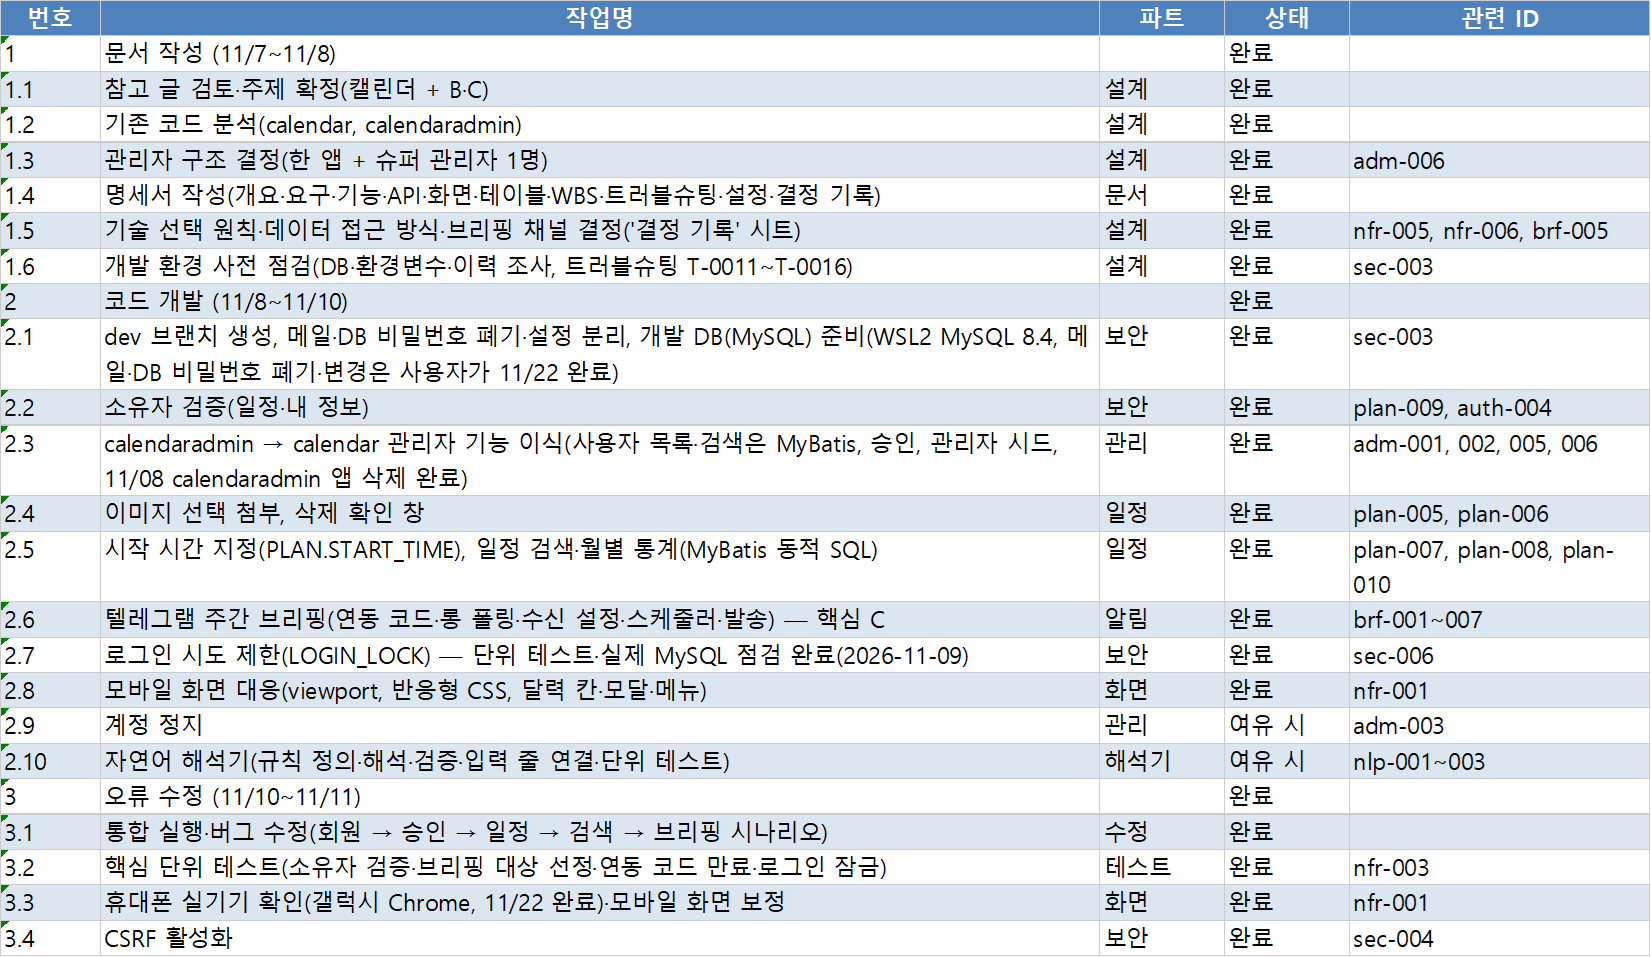 번호 작업명 파트 상태 관련 ID
1 문서 작성 (11/7~11/8) 완료
1.1 참고 글 검토·주제 확정(캘린더 + B·C) 설계 완료
1.2 기존 코드 분석(calendar, calendaradmin) 설계 완료
1.3 관리자 구조 결정(한 앱 + 슈퍼 관리자 1명) 설계 완료 adm-006
1.4 명세서 작성(개요·요구·기능·API·화면·테이블·WBS·트러블슈팅·설정·결정 기록) 문서 완료
1.5 기술 선택 원칙·데이터 접근 방식·브리핑 채널 결정('결정 기록' 시트) 설계 완료 nfr-005, nfr-006, brf-005
1.6 개발 환경 사전 점검(DB·환경변수·이력 조사, 트러블슈팅 T-0011~T-0016) 설계 완료 sec-003
2 코드 개발 (11/8~11/10) 완료
2.1 dev 브랜치 생성, 메일·DB 비밀번호 폐기·설정 분리, 개발 DB(MySQL) 준비(WSL2 MySQL 8.4, 메 보안 완료 sec-003
일·DB 비밀번호 폐기·변경은 사용자가 11/22 완료)
2.2 소유자 검증(일정·내 정보) 보안 완료 plan-009, auth-004
2.3 calendaradmin → calendar 관리자 기능 이식(사용자 목록·검색은 MyBatis, 승인, 관리자 시드, 관리 완료 adm-001, 002, 005, 006
11/08 calendaradmin 앱 삭제 완료)
2.4 이미지 선택 첨부, 삭제 확인 창 일정 완료 plan-005, plan-006
2.5 시작 시간 지정(PLAN.START_TIME), 일정 검색·월별 통계(MyBatis 동적 SQL) 일정 완료 plan-007, plan-008, plan-
010
2.6 텔레그램 주간 브리핑(연동 코드·롱 폴링·수신 설정·스케줄러·발송) — 핵심 C 알림 완료 brf-001~007
2.7 로그인 시도 제한(LOGIN_LOCK) — 단위 테스트·실제 MySQL 점검 완료(2026-11-09) 보안 완료 sec-006
2.8 모바일 화면 대응(viewport, 반응형 CSS, 달력 칸·모달·메뉴) 화면 완료 nfr-001
2.9 계정 정지 관리 여유 시 adm-003
2.10 자연어 해석기(규칙 정의·해석·검증·입력 줄 연결·단위 테스트) 해석기 여유 시 nlp-001~003
3 오류 수정 (11/10~11/11) 완료
3.1 통합 실행·버그 수정(회원 → 승인 → 일정 → 검색 → 브리핑 시나리오) 수정 완료
3.2 핵심 단위 테스트(소유자 검증·브리핑 대상 선정·연동 코드 만료·로그인 잠금) 테스트 완료 nfr-003
3.3 휴대폰 실기기 확인(갤럭시 Chrome, 11/22 완료)·모바일 화면 보정 화면 완료 nfr-001
3.4 CSRF 활성화 보안 완료 sec-004